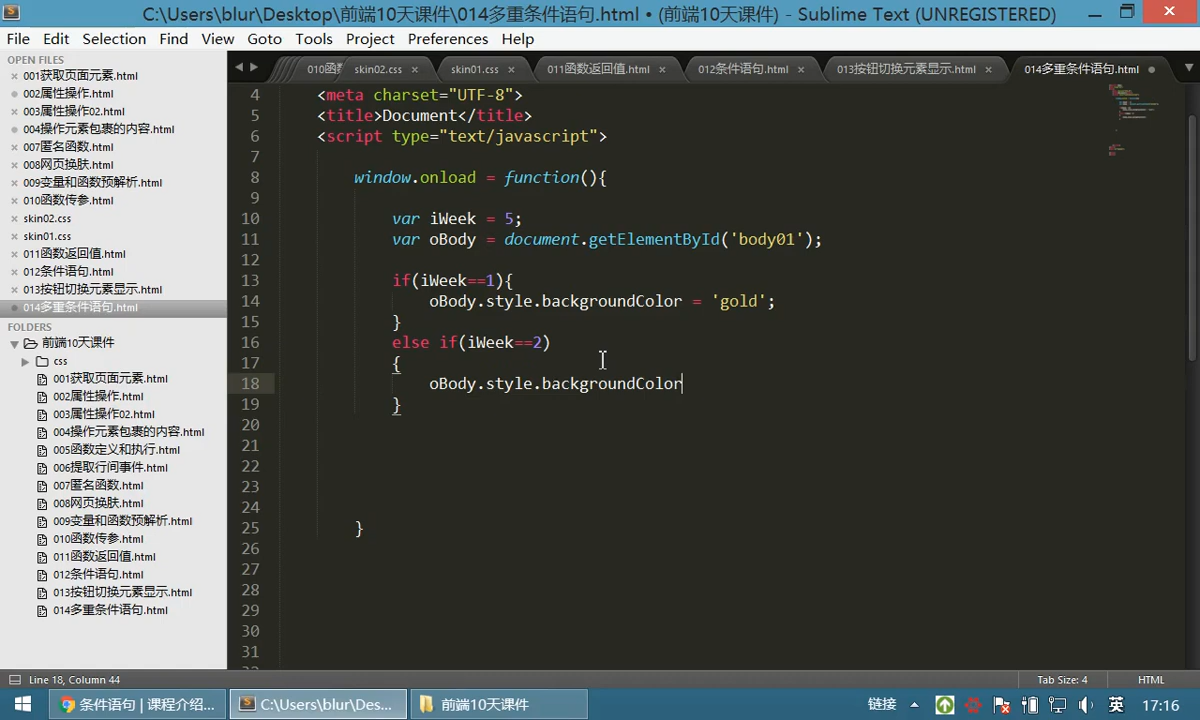 C:\Users\blur\Desktop\前端10天课件\014多重条件语句.html • (前端10天课件) - Sublime Text (UNREGISTERED)
File Edit Selection Find View Goto Tools Project Preferences Help
OPEN FILES
001获取页面元素.html
002属性操作.html
003属性操作02.html
004操作元素包裹的内容.html
007匿名函数.html
008网页换肤.html
009变量和函数预解析.html
010函数传参.html
skin02.css
skin01.css
011函数返回值.html
012条件语句.html
013按钮切换元素显示.html
014多重条件语句.html
FOLDERS
前端10天课件
css
001获取页面元素.html
002属性操作.html
003属性操作02.html
004操作元素包裹的内容.html
005函数定义和执行.html
006提取行间事件.html
007匿名函数.html
008网页换肤.html
009变量和函数预解析.html
010函数传参.html
011函数返回值.html
012条件语句.html
013按钮切换元素显示.html
014多重条件语句.html
skin02.css skin01.css 011函数返回值.html 012条件语句.html 013按钮切换元素显示.html 014多重条件语句.html
4 <meta charset="UTF-8">
5 <title>Document</title>
6 <script type="text/javascript">
7
8 window.onload = function(){
9
10 var iWeek = 5;
11 var oBody = document.getElementById('body01');
12
13 if(iWeek==1){
14 oBody.style.backgroundColor = 'gold';
15 }
16 else if(iWeek==2)
17 {
18 oBody.style.backgroundColor
19 }
20
21
22
23
24
25 }
26
27
28
29
30
31
Line 18, Column 44 Tab Size: 4 HTML
条件语句 | 课程介绍... C:\Users\blur\Des... 前端10天课件 链接 英 17:16